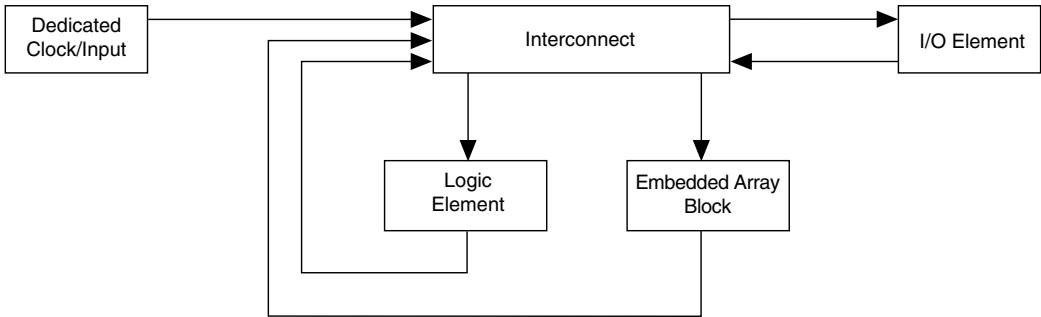 Dedicated
Clock/Input
Interconnect
I/O Element
Logic
Element
Embedded Array
Block